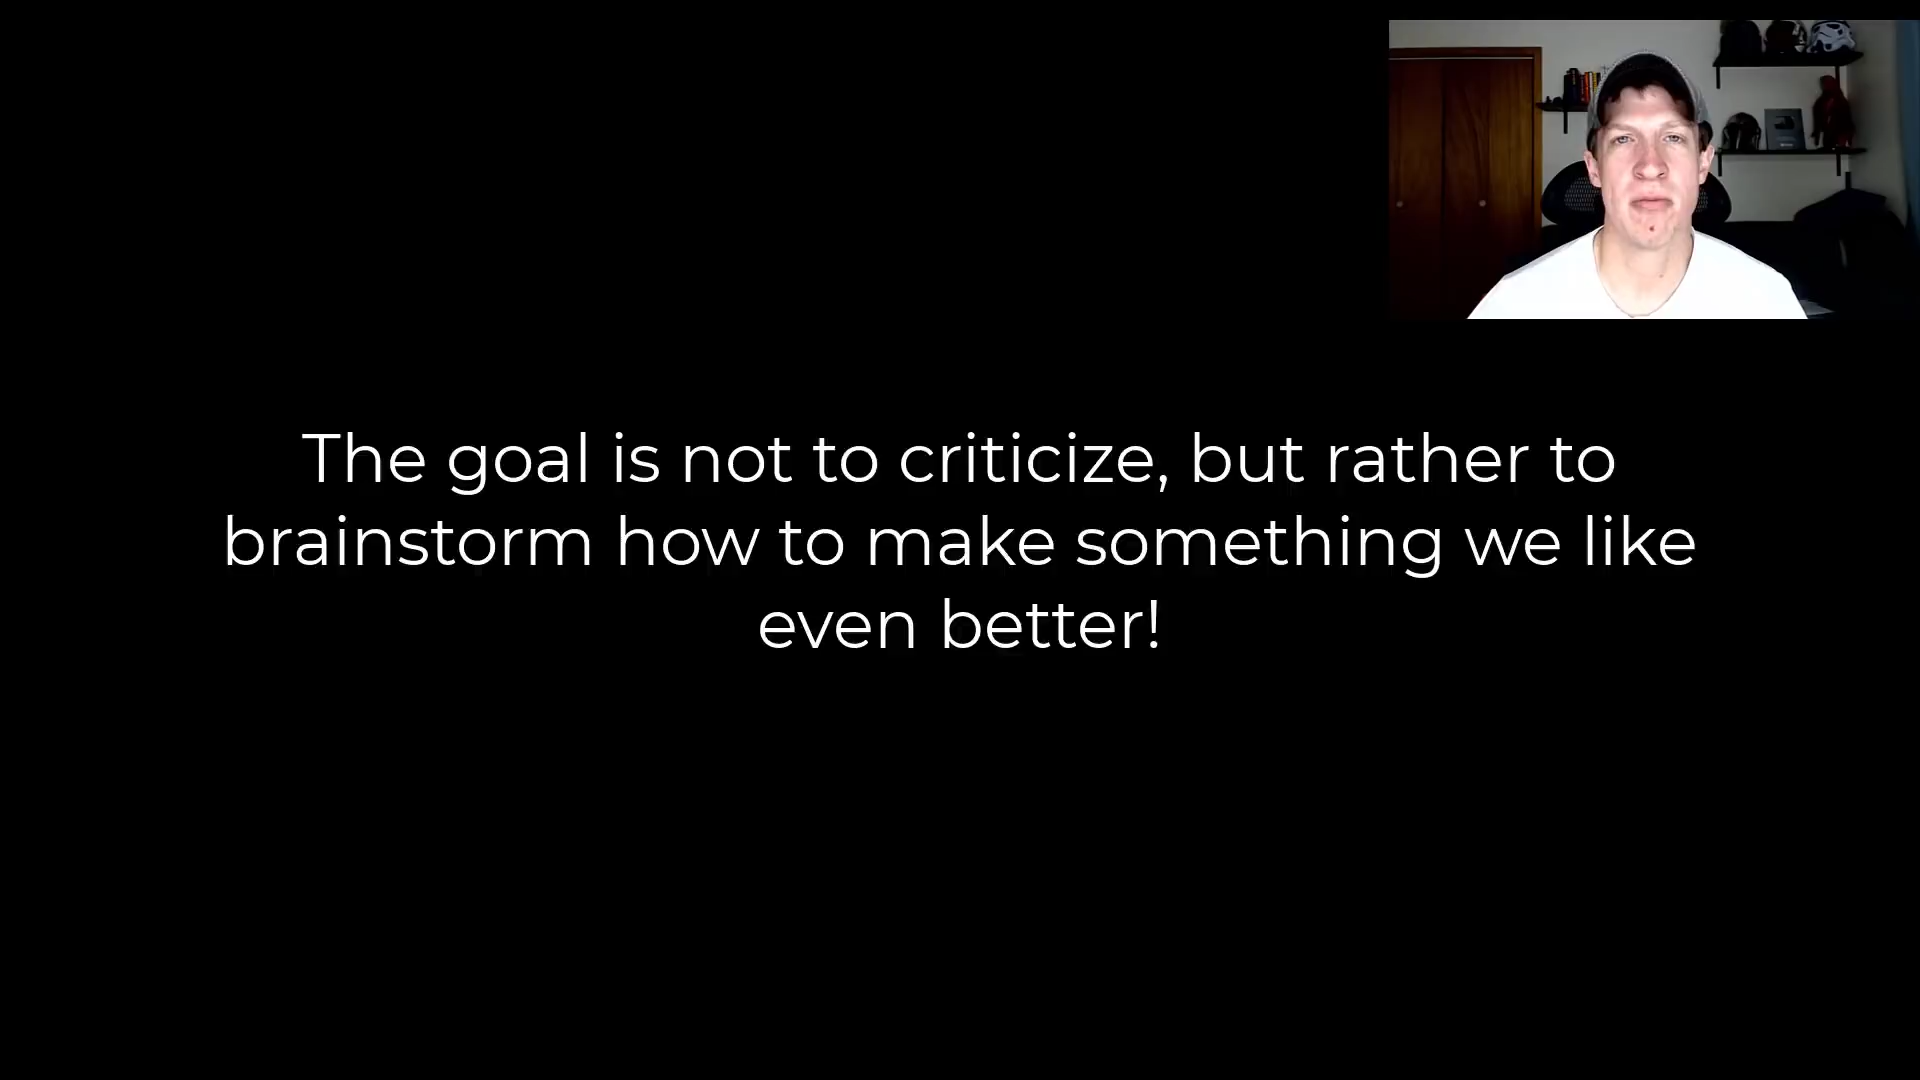 The goal is not to criticize, but rather to
brainstorm how to make something we like
even better!